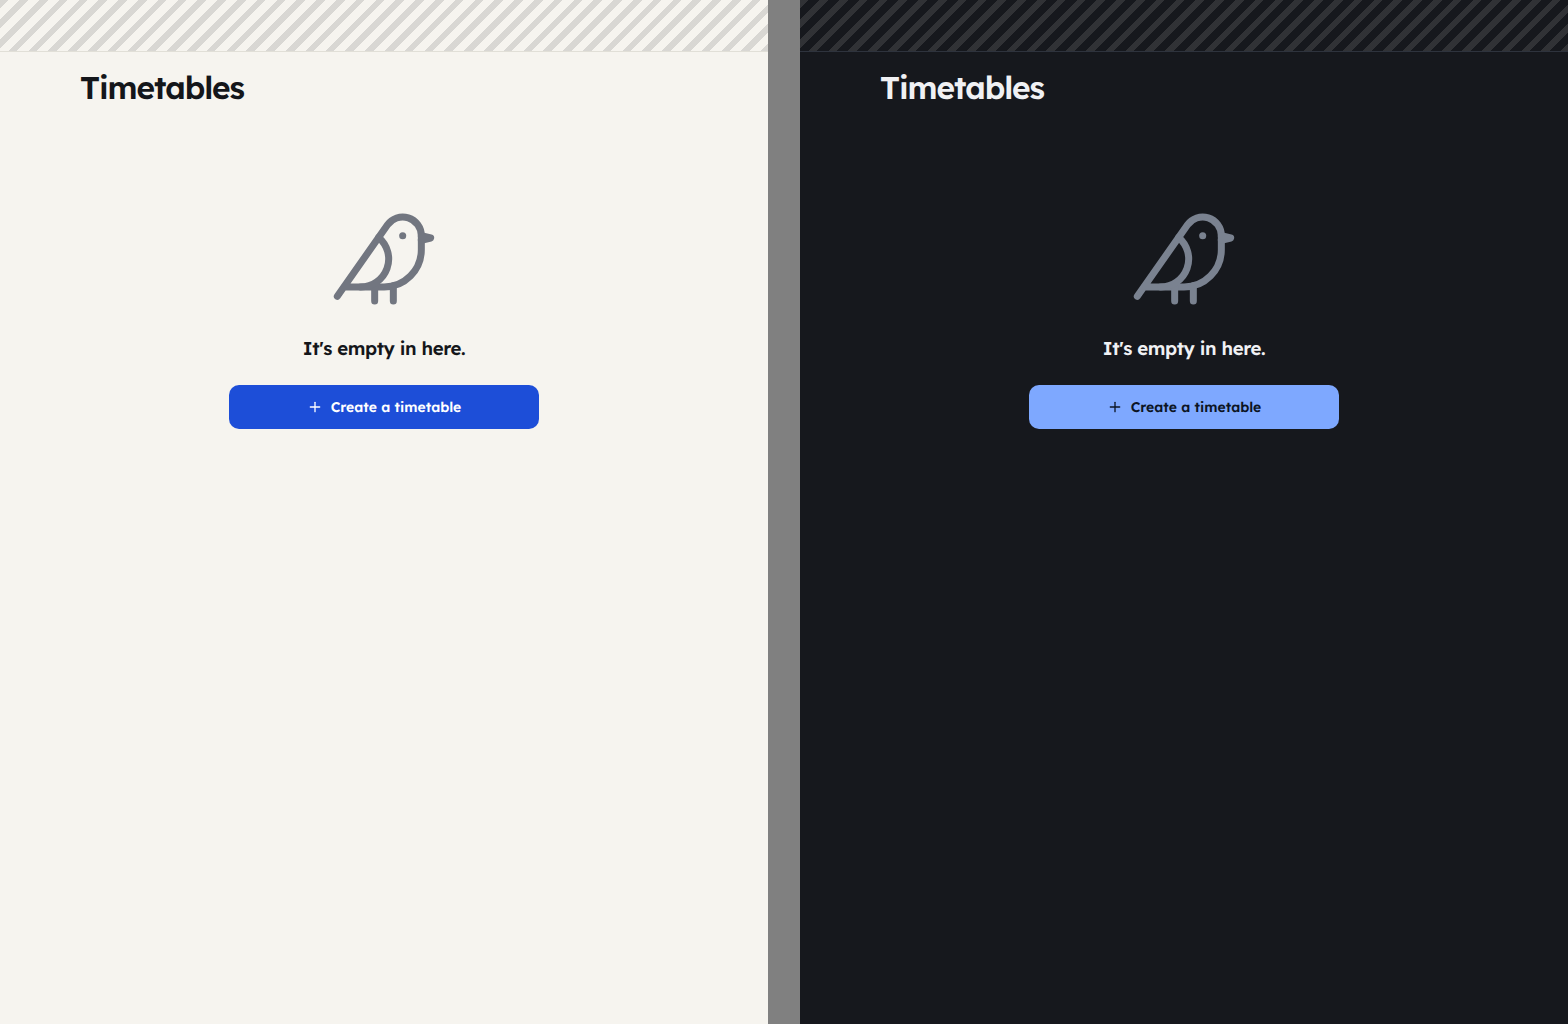 Timetables
It's empty in here.
+ Create a timetable
Timetables
It's empty in here.
+ Create a timetable